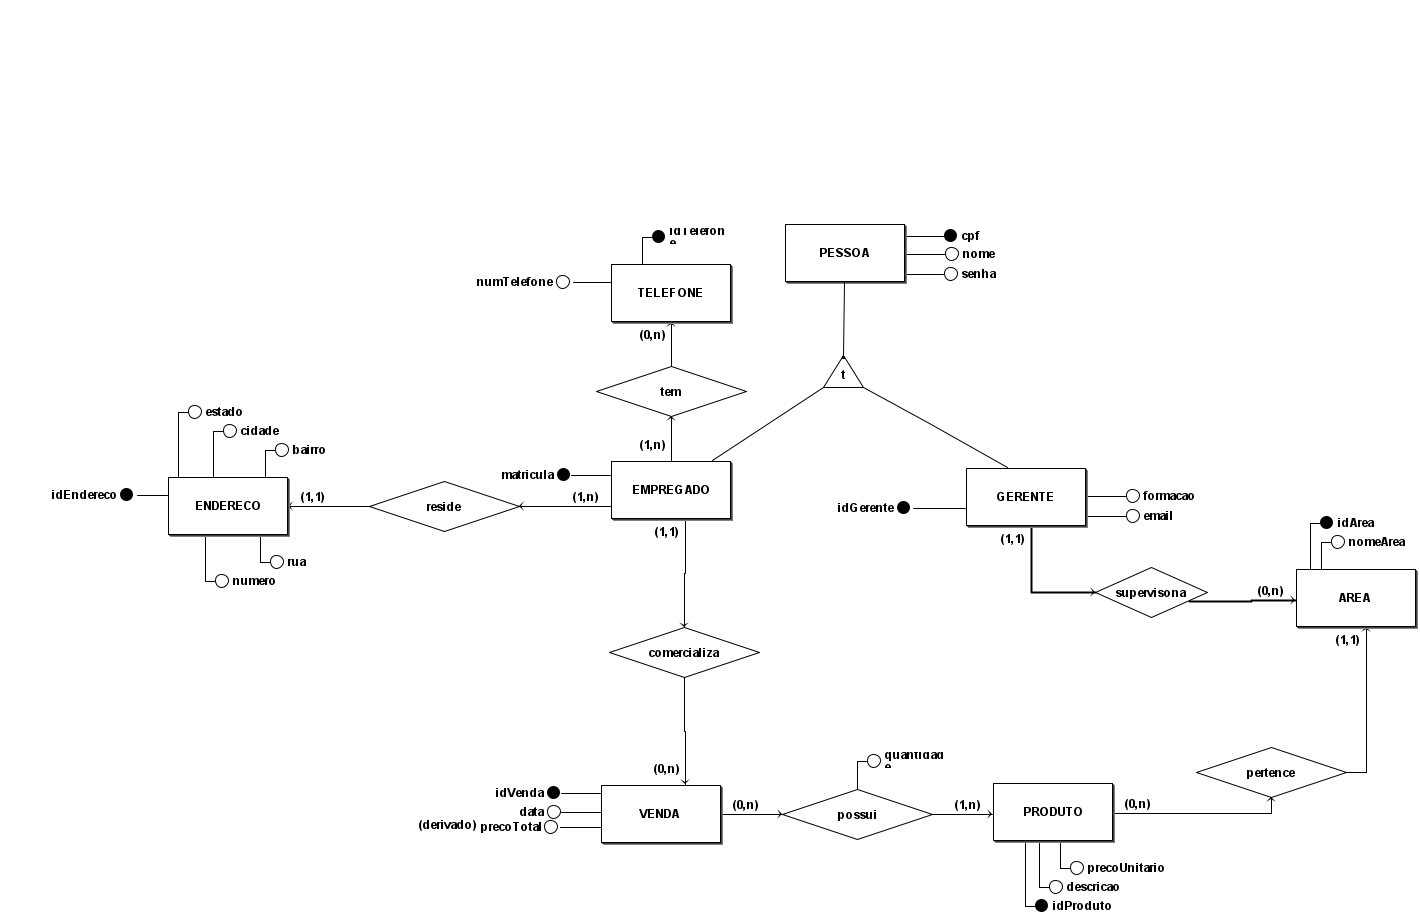 cpf
nome
senha
PESSOA
numTelefone
TELEFONE
(0,n)
t
tem
(1,n)
estado
cidade
bairro
idEndereco
ENDERECO
(1,1)
reside
(1,n)
matricula
EMPREGADO
(1,1)
rua
numero
idGerente
GERENTE
formacao
email
(1,1)
supervisona
(0,n)
idArea
nomeArea
AREA
(1,1)
comercializa
(0,n)
idVenda
data
(derivado) precoTotal
VENDA
(0,n)
quantidade
possui
(1,n)
PRODUTO
(0,n)
pertence
precoUnitario
descricao
idProduto
idTelefone